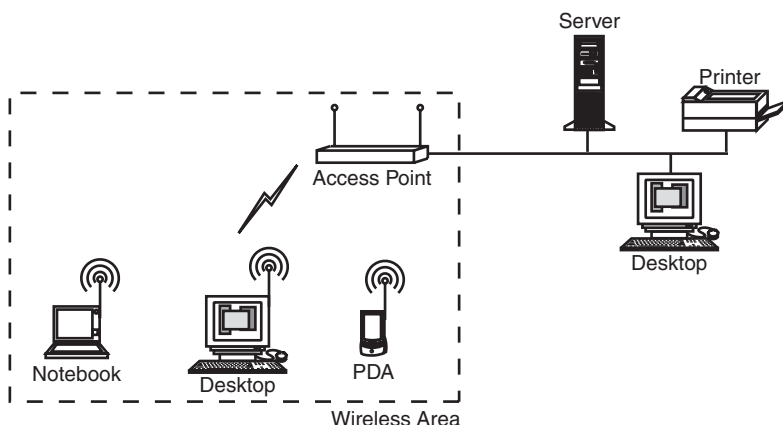 Server
Printer
Access Point
Desktop
Notebook
Desktop
PDA
Wireless Area